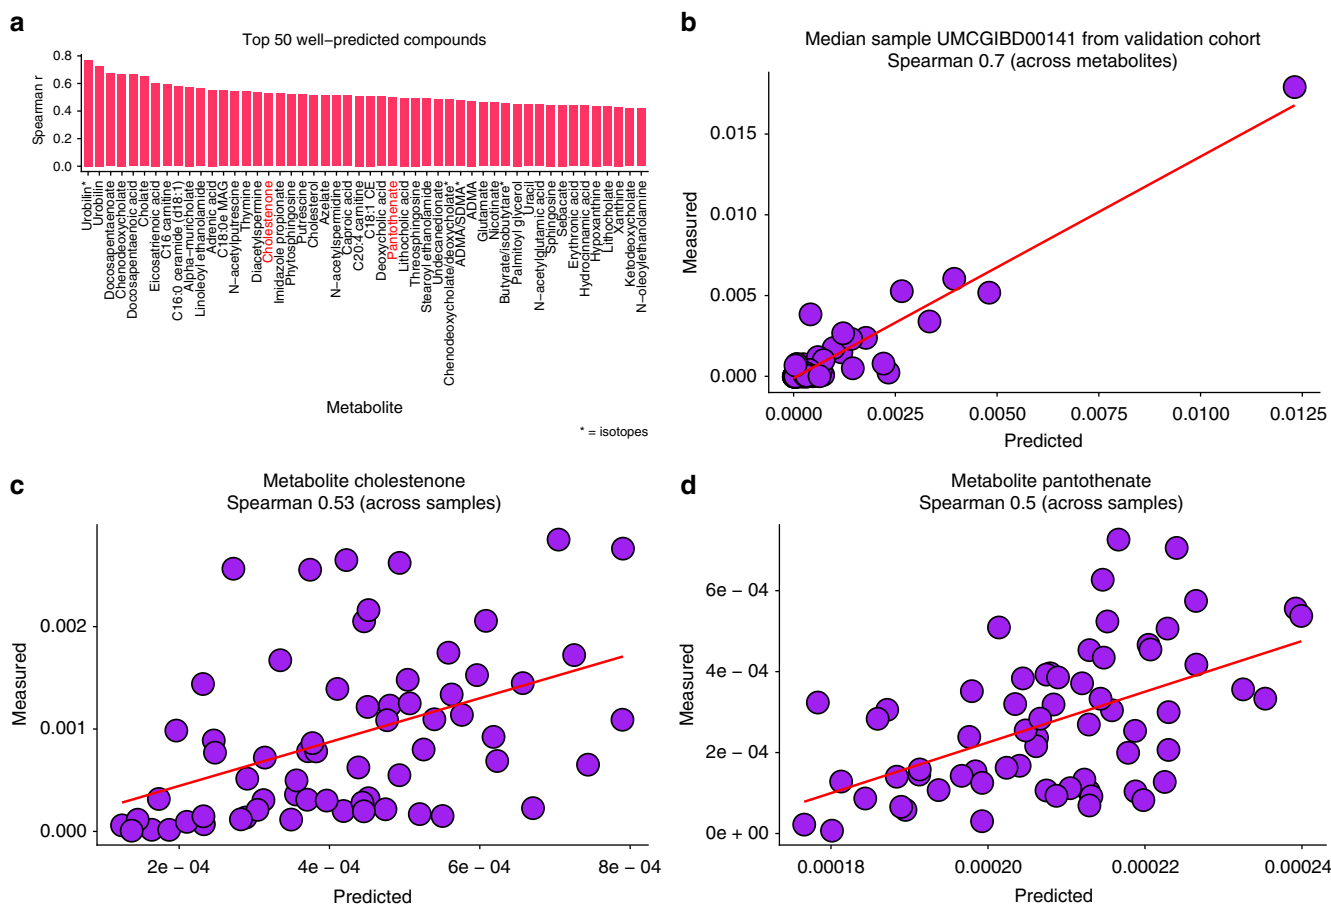 a
Top 50 well-predicted compounds
Spearman r
0.8
0.6
0.4
0.2
0.0
Urobilin*
Urobilin
Docosapentaenoate
Chenodeoxycholate
Docosapentaenoic acid
Cholate
Eicosatrienoic acid
C16 carnitine
C16:0 ceramide (d18:1)
Alpha-muricholate
Linoleoyl ethanolamide
Adrenic acid
C18:0e MAG
N-acetylputrescine
Thymine
Diacetylspermine
Cholestenone
Imidazole propionate
Phytosphingosine
Putrescine
Cholesterol
Azelate
N-acetylspermidine
Caproic acid
C20:4 carnitine
C18:1 CE
Deoxycholic acid
Pantothenate
Lithocholic acid
Threosphingosine
Stearoyl ethanolamide
Undecanedionate
Chenodeoxycholate/deoxycholate*
ADMA/SDMA*
ADMA
Glutamate
Nicotinate
Butyrate/isobutyrate*
Palmitoyl glycerol
Uracil
N-acetylglutamic acid
Sphingosine
Sebacate
Erythronic acid
Hydrocinnamic acid
Hypoxanthine
Lithocholate
Xanthine
Ketodeoxycholate
N-oleoylethanolamine
Metabolite
* = isotopes
b
Median sample UMCGIBD00141 from validation cohort
Spearman 0.7 (across metabolites)
Measured
0.015
0.010
0.005
0.000
0.0000
0.0025
0.0050
0.0075
0.0100
0.0125
Predicted
c
Metabolite cholestenone
Spearman 0.53 (across samples)
Measured
0.002
0.001
0.000
2e − 04
4e − 04
6e − 04
8e − 04
Predicted
d
Metabolite pantothenate
Spearman 0.5 (across samples)
Measured
6e − 04
4e − 04
2e − 04
0e + 00
0.00018
0.00020
0.00022
0.00024
Predicted